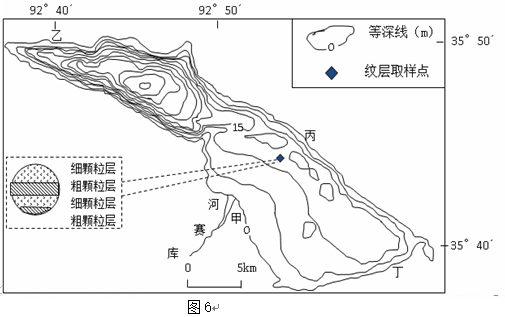 92° 40′
92° 50′
乙
等深线(m)
0
35° 50′
纹层取样点
15
丙
细颗粒层
粗颗粒层
细颗粒层
粗颗粒层
河
甲
0
赛
库
35° 40′
丁
0
5km
图6